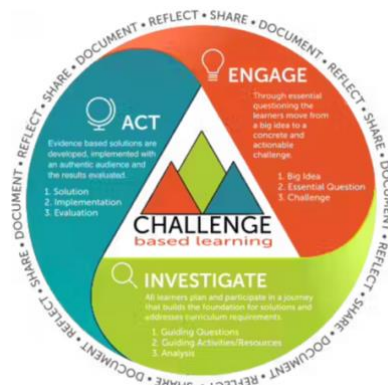 DOCUMENT • REFLECT • SHARE • DOCUMENT • REFLECT • SHARE • DOCUMENT • REFLECT • SHARE • DOCUMENT • REFLECT • SHARE •
ENGAGE
Through essential
questioning the
learners move from
a big idea to a
concrete and
actionable
challenge.
1. Big Idea
2. Essential Question
3. Challenge
ACT
Evidence based solutions are
developed, implemented with
an authentic audience and
the results evaluated.
1. Solution
2. Implementation
3. Evaluation
CHALLENGE
based learning
INVESTIGATE
All learners plan and participate in a journey
that builds the foundation for solutions and
addresses curriculum requirements
1. Guiding Questions
2. Guiding Activities/Resources
3. Analysis